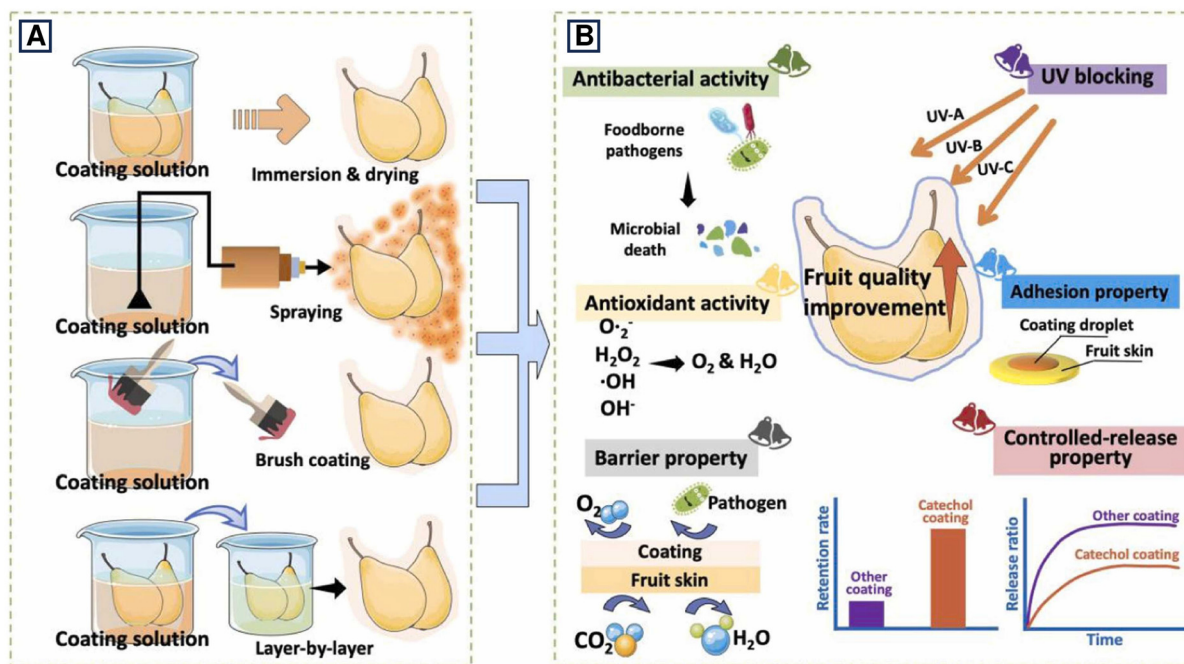 A
Coating solution
Immersion & drying
Coating solution
Spraying
Coating solution
Brush coating
Coating solution
Layer-by-layer
B
Antibacterial activity
Foodborne
pathogens
Microbial
death
UV blocking
UV-A
UV-B
UV-C
Fruit quality
improvement
Antioxidant activity
O·₂⁻
H₂O₂
·OH
OH⁻
O₂ & H₂O
Adhesion property
Coating droplet
Fruit skin
Barrier property
O₂
Pathogen
Coating
Fruit skin
CO₂
H₂O
Controlled-release
property
Retention rate
Other
coating
Catechol
coating
Release ratio
Other coating
Catechol coating
Time